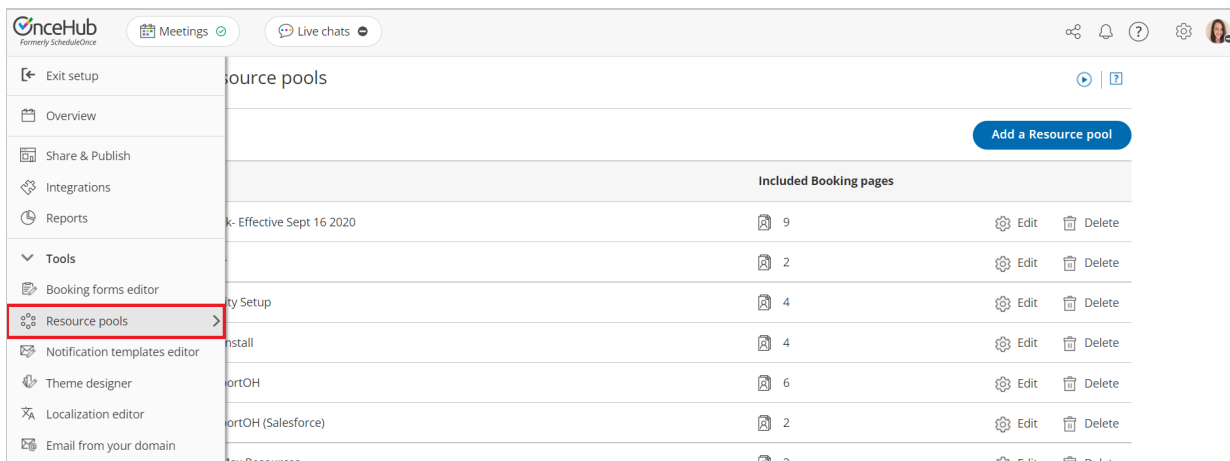 OnceHub
Formerly ScheduleOnce
Meetings
Live chats
?
Exit setup
Overview
Share & Publish
Integrations
Reports
Tools
Booking forms editor
Resource pools
Notification templates editor
Theme designer
Localization editor
Email from your domain
source pools
?
Add a Resource pool
Included Booking pages
k- Effective Sept 16 2020 9 Edit Delete
2 Edit Delete
ity Setup 4 Edit Delete
nstall 4 Edit Delete
portOH 6 Edit Delete
portOH (Salesforce) 2 Edit Delete